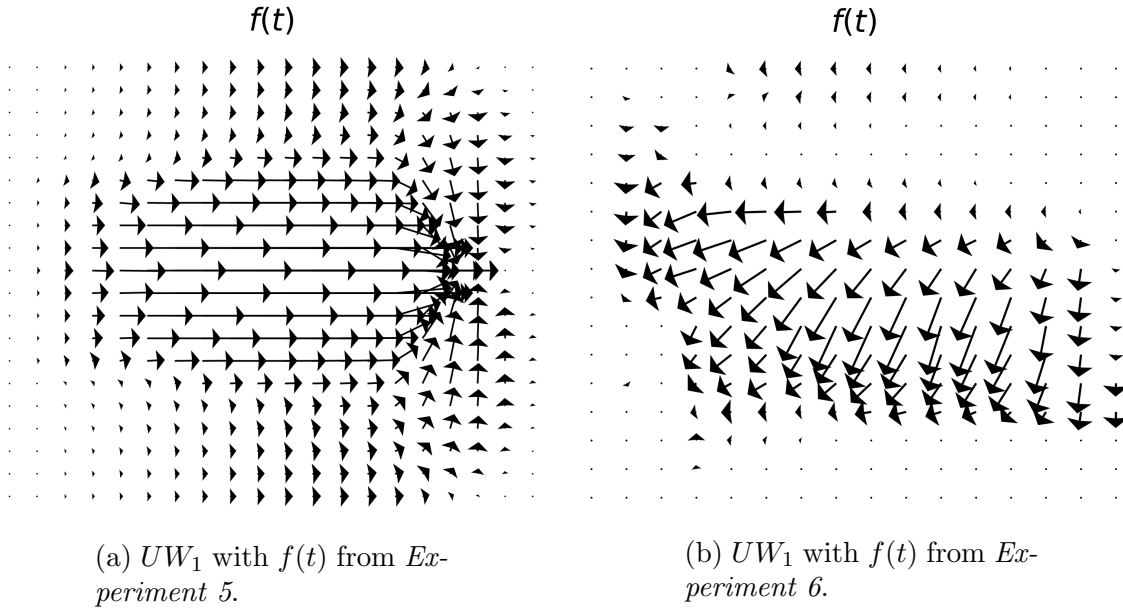 f(t)
f(t)
(a) UW₁ with f(t) from Ex-
periment 5.
(b) UW₁ with f(t) from Ex-
periment 6.